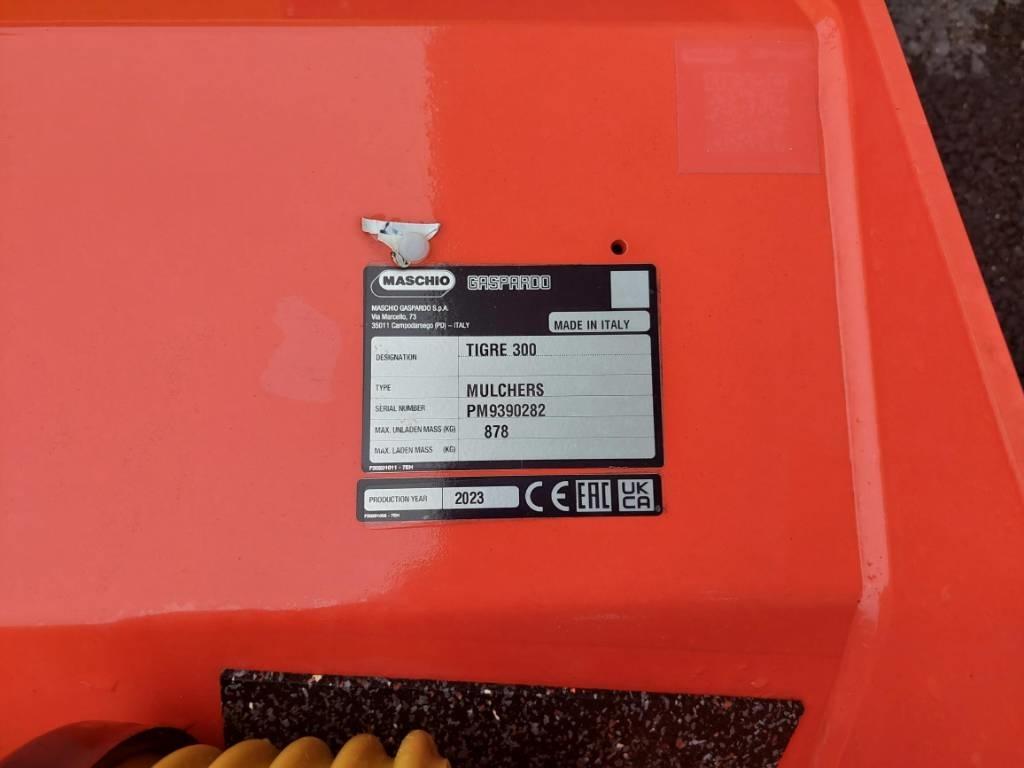 MASCHIO GASPARDO
MASCHIO GASPARDO S.p.A.
Via Marcello, 73
35011 Campodarsego (PD) – ITALY
MADE IN ITALY
DESIGNATION TIGRE 300
TYPE MULCHERS
SERIAL NUMBER PM9390282
MAX. UNLADEN MASS (KG) 878
MAX. LADEN MASS (KG)
PRODUCTION YEAR 2023 CE EAC UK CA